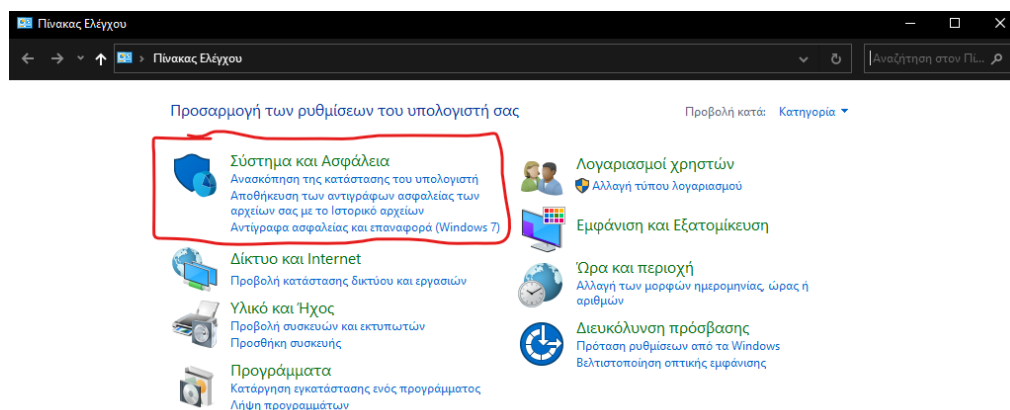 Πίνακας Ελέγχου
Πίνακας Ελέγχου
Αναζήτηση στον Πί...
Προσαρμογή των ρυθμίσεων του υπολογιστή σας
Προβολή κατά: Κατηγορία
Σύστημα και Ασφάλεια
Ανασκόπηση της κατάστασης του υπολογιστή
Αποθήκευση των αντιγράφων ασφαλείας των
αρχείων σας με το Ιστορικό αρχείων
Αντίγραφα ασφαλείας και επαναφορά (Windows 7)
Δίκτυο και Internet
Προβολή κατάστασης δικτύου και εργασιών
Υλικό και Ήχος
Προβολή συσκευών και εκτυπωτών
Προσθήκη συσκευής
Προγράμματα
Κατάργηση εγκατάστασης ενός προγράμματος
Λήψη προγραμμάτων
Λογαριασμοί χρηστών
Αλλαγή τύπου λογαριασμού
Εμφάνιση και Εξατομίκευση
Ώρα και περιοχή
Αλλαγή των μορφών ημερομηνίας, ώρας ή
αριθμών
Διευκόλυνση πρόσβασης
Πρόταση ρυθμίσεων από τα Windows
Βελτιστοποίηση οπτικής εμφάνισης